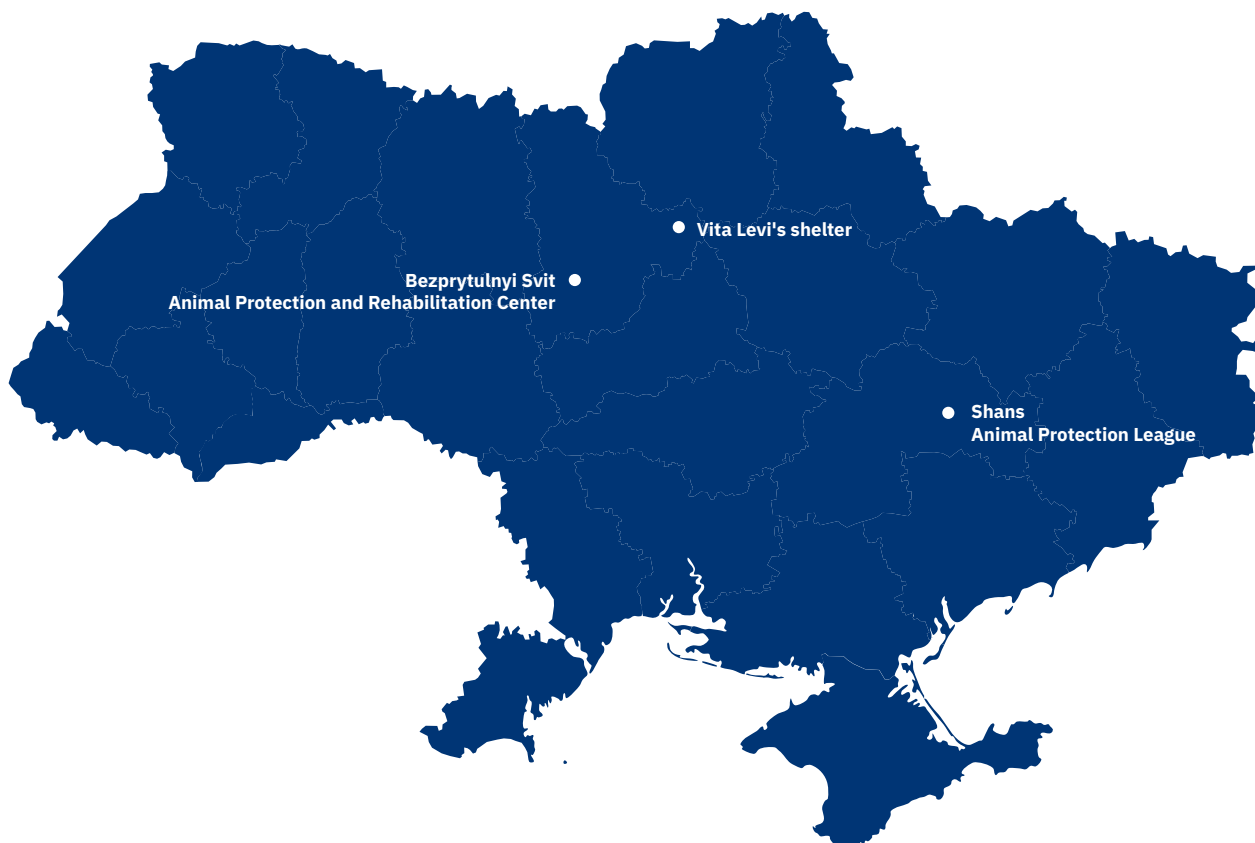 Vita Levi's shelter
Bezprytulnyi Svit
Animal Protection and Rehabilitation Center
Shans
Animal Protection League